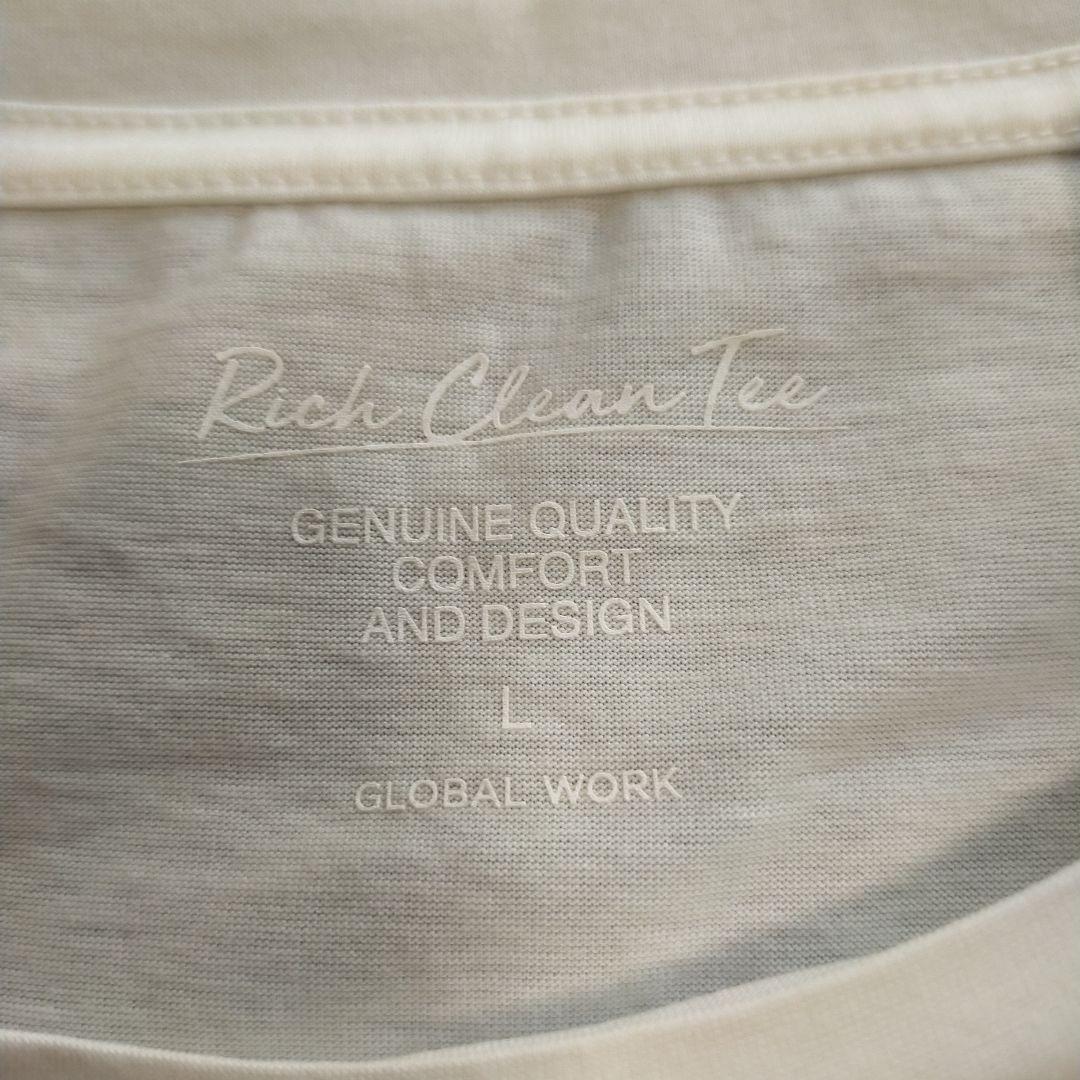 Rich Clean Tee
GENUINE QUALITY
COMFORT
AND DESIGN
L
GLOBAL WORK